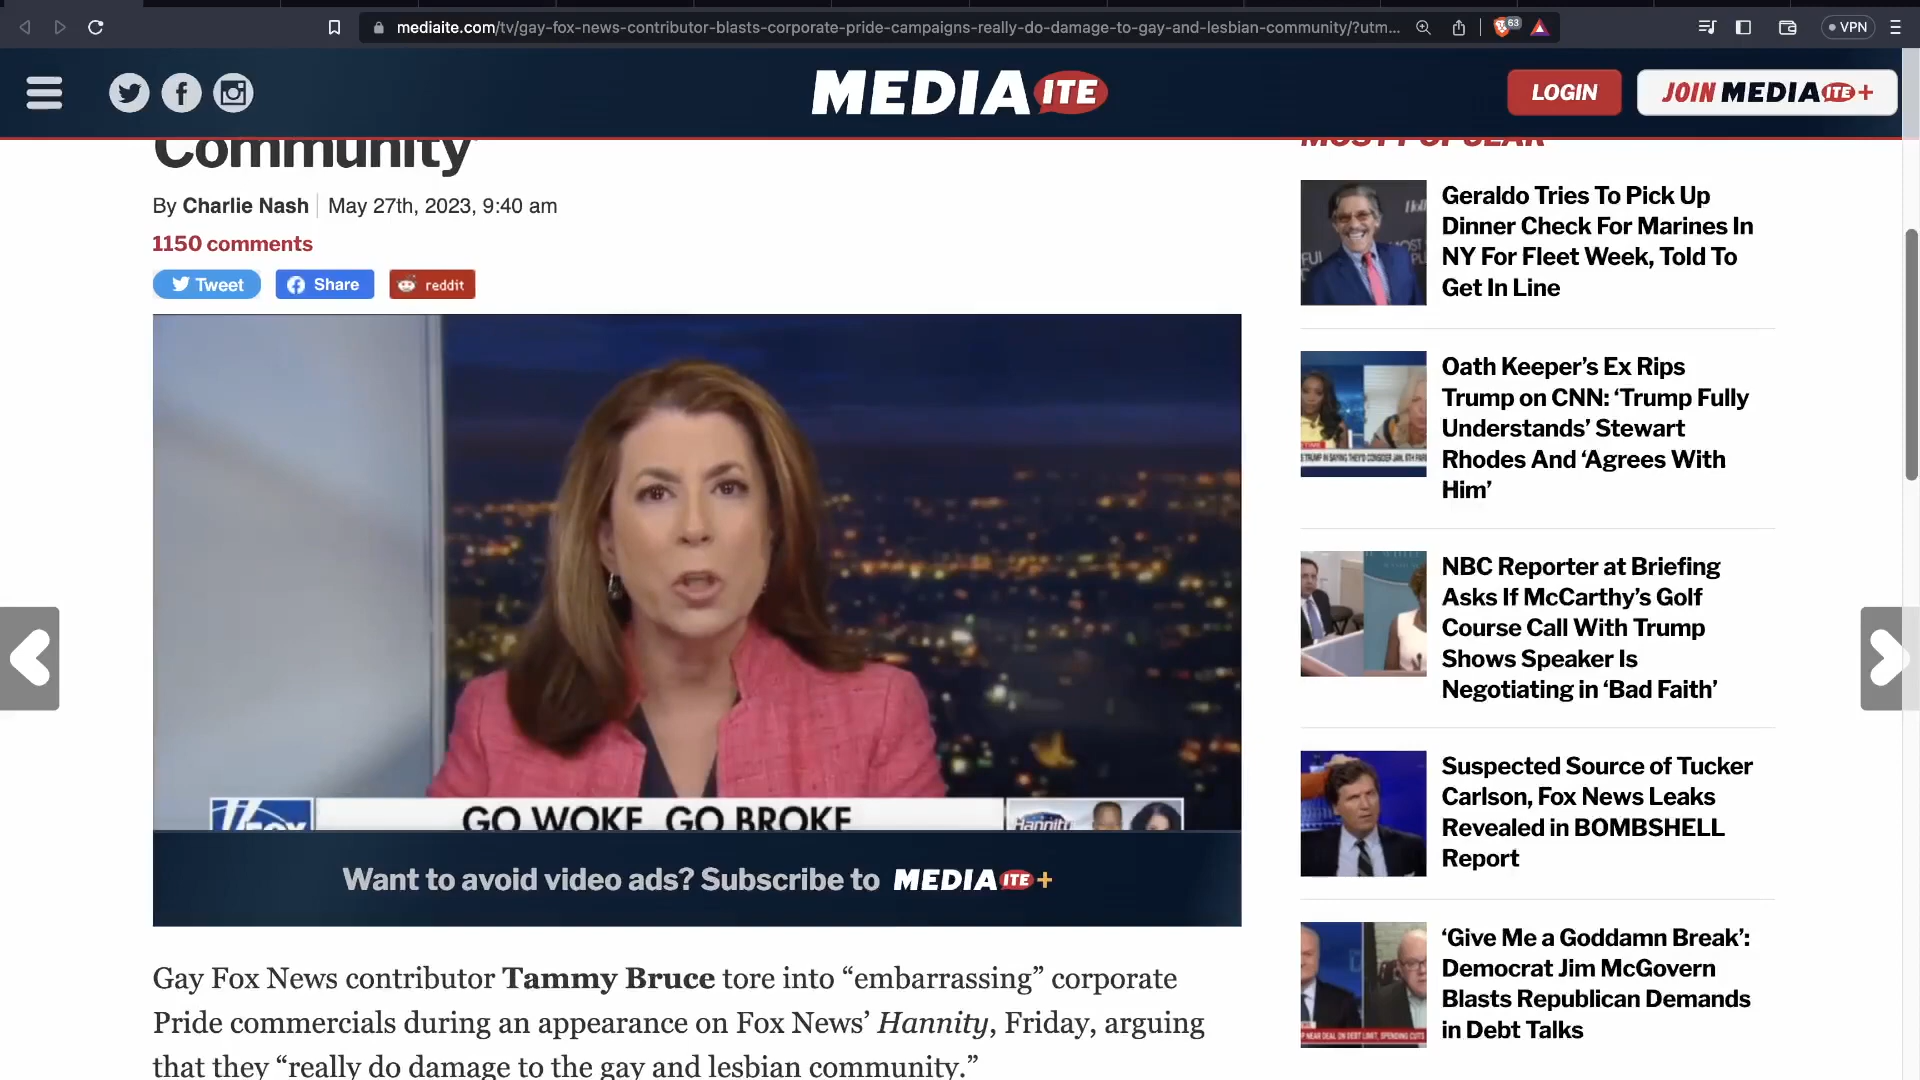 mediaite.com/tv/gay-fox-news-contributor-blasts-corporate-pride-campaigns-really-do-damage-to-gay-and-lesbian-community/?utm...
63
VPN
MEDIAITE
LOGIN
JOIN MEDIAITE+
Community
By Charlie Nash | May 27th, 2023, 9:40 am
1150 comments
Tweet
Share
reddit
FOX
GO WOKE, GO BROKE
Hannity
Want to avoid video ads? Subscribe to MEDIAITE+
Gay Fox News contributor Tammy Bruce tore into “embarrassing” corporate
Pride commercials during an appearance on Fox News’ Hannity, Friday, arguing
that they “really do damage to the gay and lesbian community.”
MOST POPULAR
Geraldo Tries To Pick Up
Dinner Check For Marines In
NY For Fleet Week, Told To
Get In Line
Oath Keeper’s Ex Rips
Trump on CNN: ‘Trump Fully
Understands’ Stewart
Rhodes And ‘Agrees With
Him’
NBC Reporter at Briefing
Asks If McCarthy’s Golf
Course Call With Trump
Shows Speaker Is
Negotiating in ‘Bad Faith’
Suspected Source of Tucker
Carlson, Fox News Leaks
Revealed in BOMBSHELL
Report
‘Give Me a Goddamn Break’:
Democrat Jim McGovern
Blasts Republican Demands
in Debt Talks